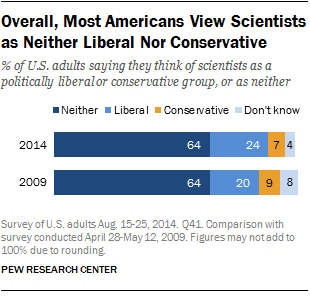 Overall, Most Americans View Scientists
as Neither Liberal Nor Conservative
% of U.S. adults saying they think of scientists as a
politically liberal or conservative group, or as neither
Neither Liberal Conservative Don't know
2014 64 24 7 4
2009 64 20 9 8
Survey of U.S. adults Aug. 15-25, 2014. Q41. Comparison with
survey conducted April 28-May 12, 2009. Figures may not add to
100% due to rounding.
PEW RESEARCH CENTER